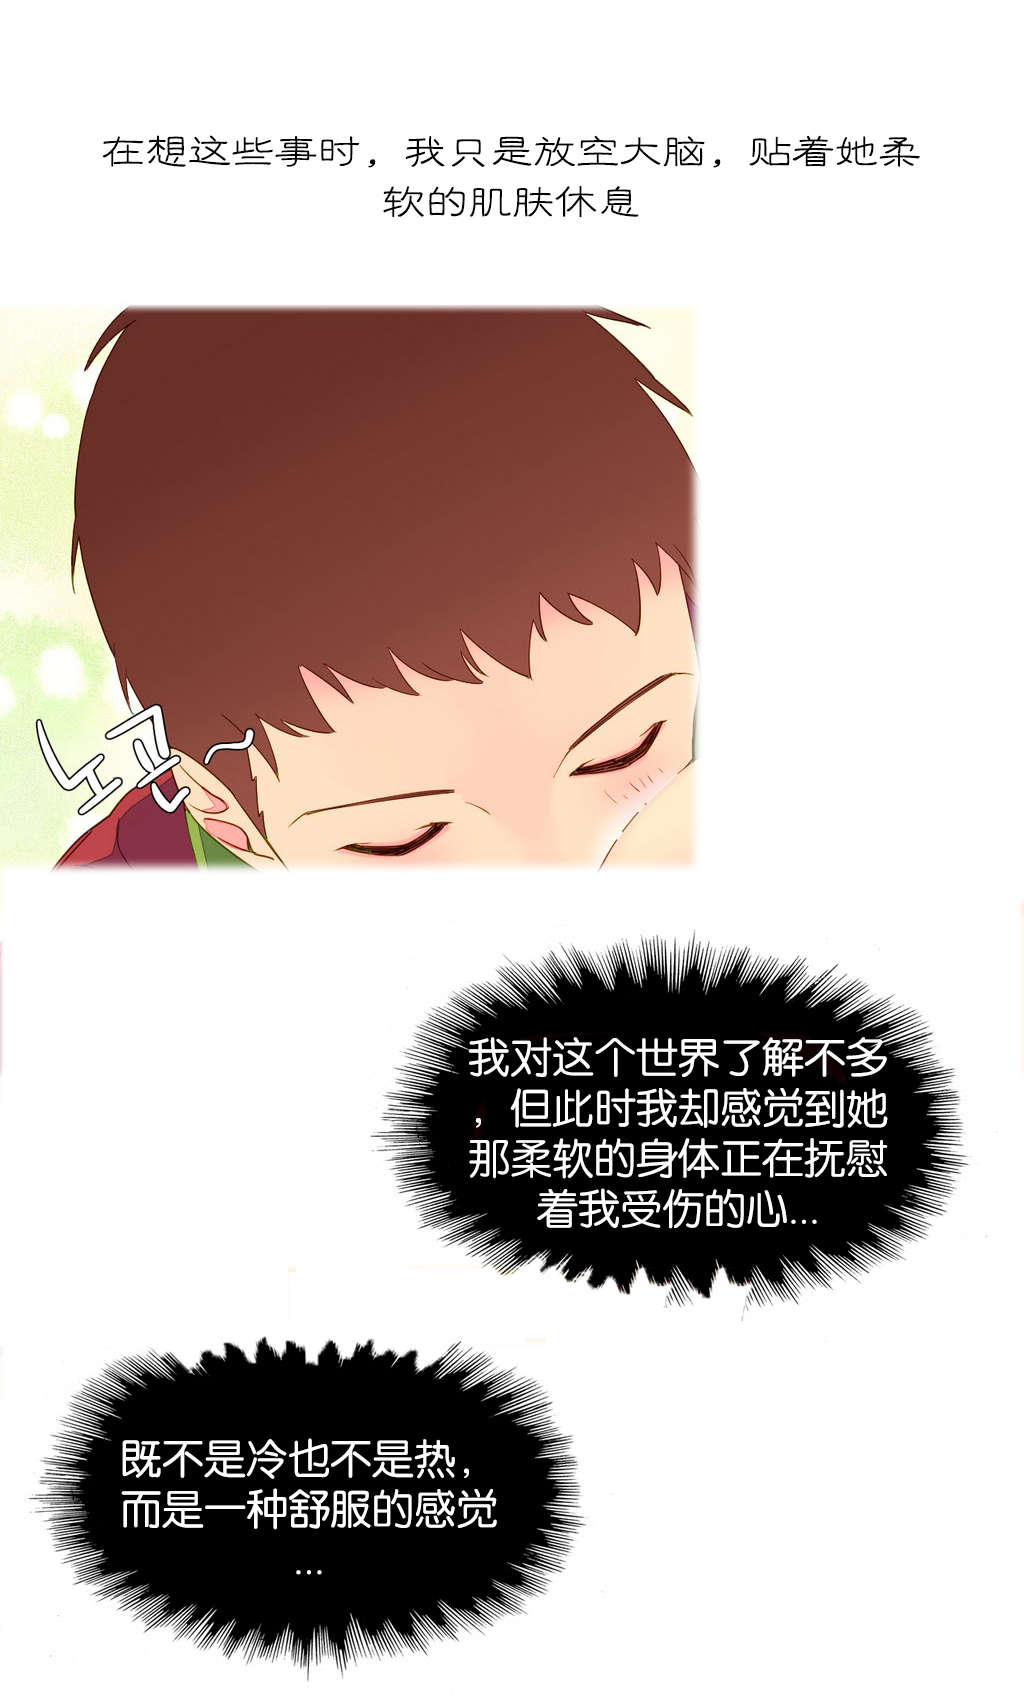 在想这些事时，我只是放空大脑，贴着她柔
软的肌肤休息
노곤~
我对这个世界了解不多
，但此时我却感觉到她
那柔软的身体正在抚慰
着我受伤的心...
既不是冷也不是热，
而是一种舒服的感觉
...